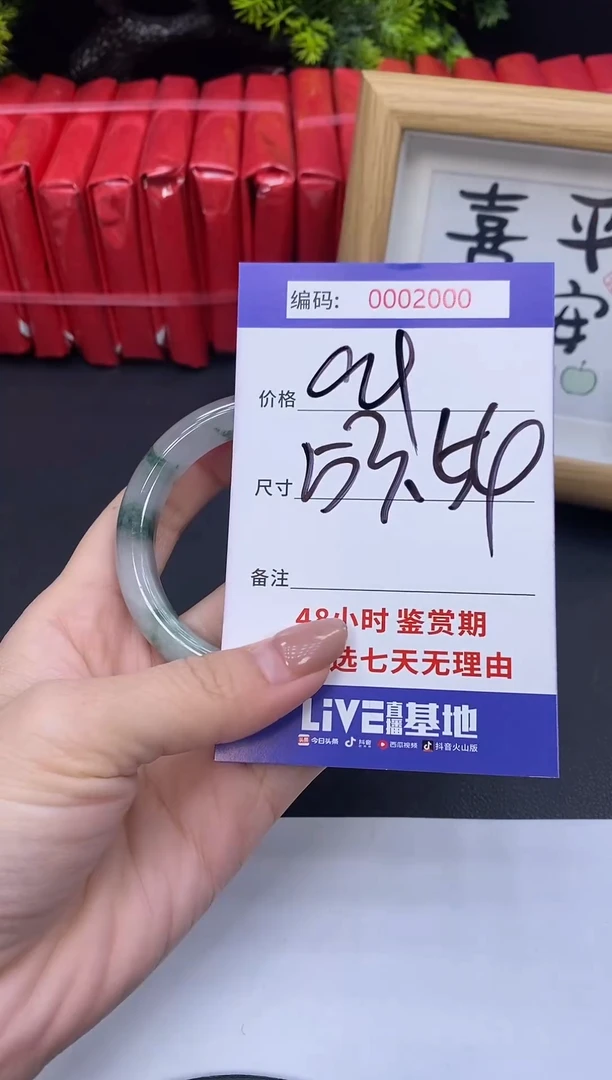 喜 平
安
编码: 0002000
价格
尺寸 53.
备注
48小时 鉴赏期
选七天无理由
LiVE直播基地
今日头条 抖音 西瓜视频 抖音火山版